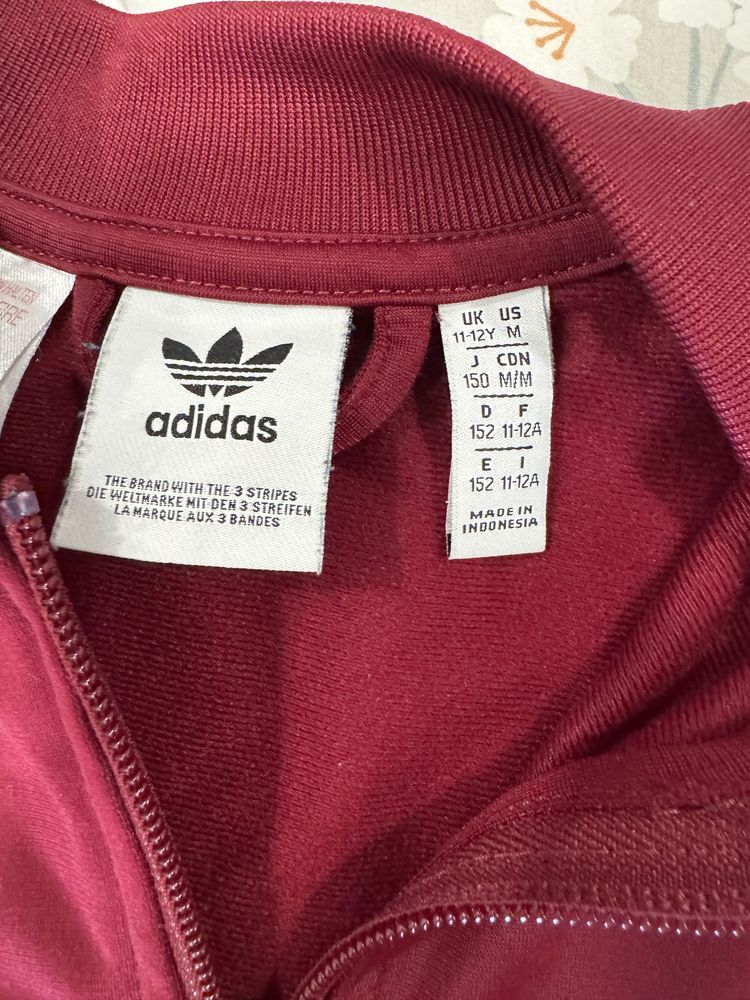 adidas
THE BRAND WITH THE 3 STRIPES
DIE WELTMARKE MIT DEN 3 STREIFEN
LA MARQUE AUX 3 BANDES
UK US
11-12Y M
J CDN
150 M/M
D F
152 11-12A
E I
152 11-12A
MADE IN
INDONESIA